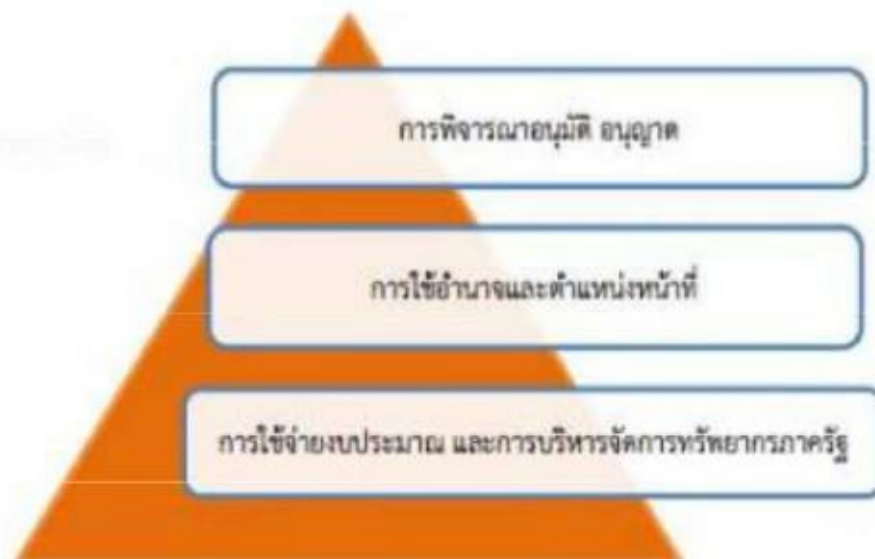 การพิจารณาอนุมัติ อนุญาต
การใช้อำนาจและตำแหน่งหน้าที่
การใช้จ่ายงบประมาณ และการบริหารจัดการทรัพยากรภาครัฐ